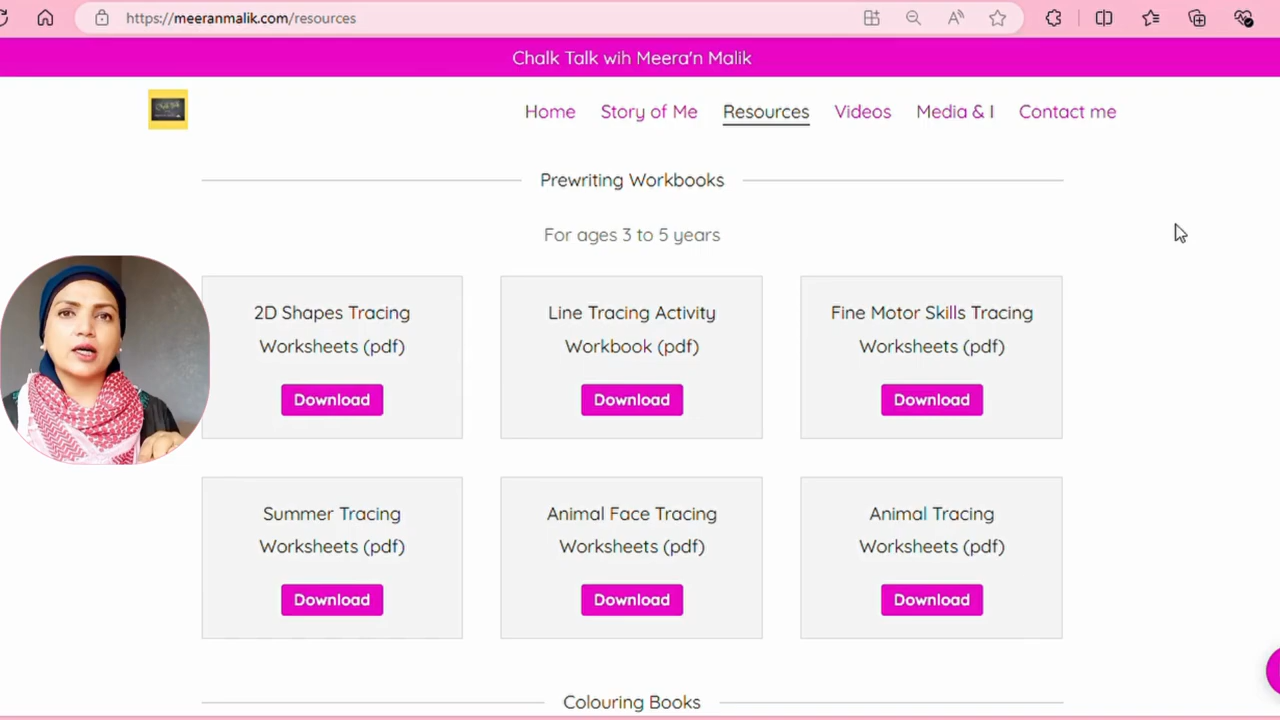 https://meeranmalik.com/resources
Chalk Talk wih Meera'n Malik
Home Story of Me Resources Videos Media & I Contact me
Prewriting Workbooks
For ages 3 to 5 years
2D Shapes Tracing
Worksheets (pdf)
Download
Line Tracing Activity
Workbook (pdf)
Download
Fine Motor Skills Tracing
Worksheets (pdf)
Download
Summer Tracing
Worksheets (pdf)
Download
Animal Face Tracing
Worksheets (pdf)
Download
Animal Tracing
Worksheets (pdf)
Download
Colouring Books